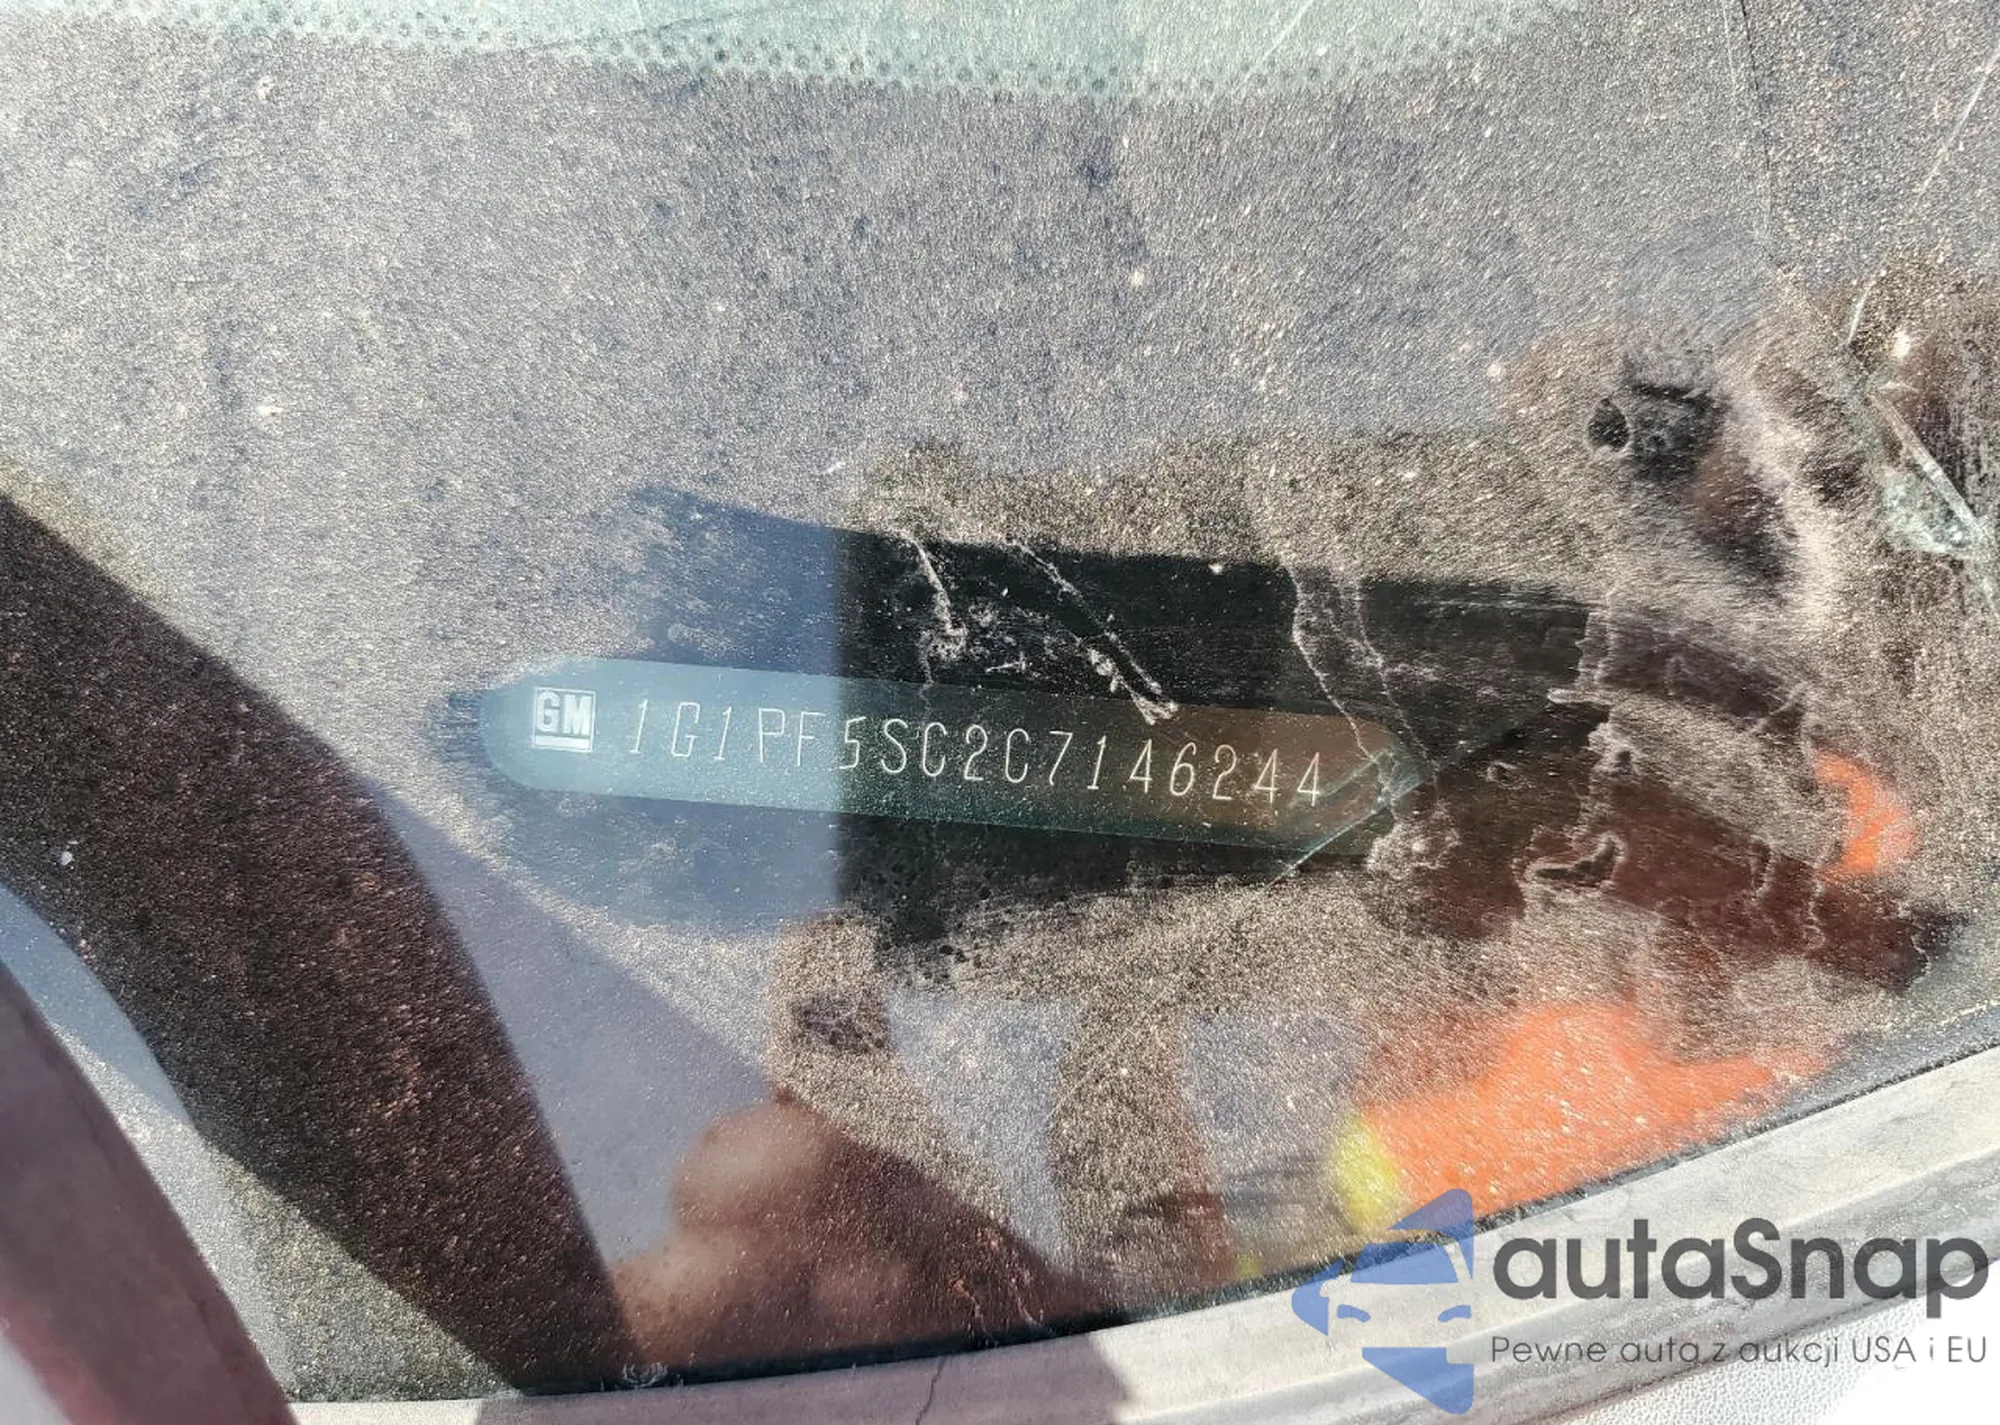 GM 1G1PF5SC2C7146244
autaSnap
Pewne auta z aukcji USA i EU